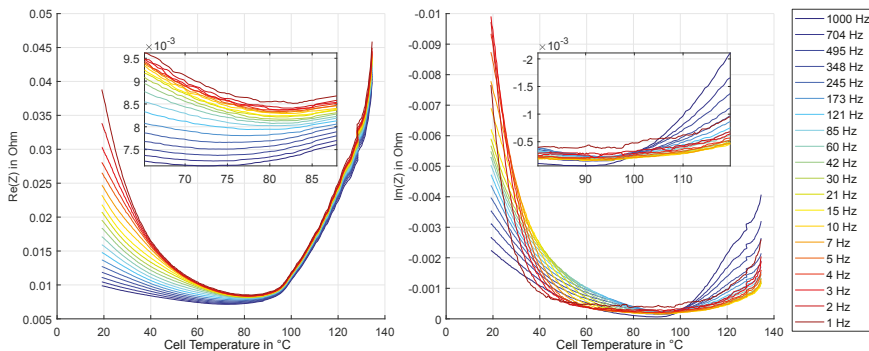 0.05
0.045
0.04
0.035
0.03
0.025
0.02
0.015
0.01
0.005
Re(Z) in Ohm
0 20 40 60 80 100 120 140
Cell Temperature in °C
×10⁻³
9.5
9
8.5
8
7.5
70 75 80 85
-0.01
-0.009
-0.008
-0.007
-0.006
-0.005
-0.004
-0.003
-0.002
-0.001
0
Im(Z) in Ohm
0 20 40 60 80 100 120 140
Cell Temperature in °C
×10⁻³
-2
-1.5
-1
-0.5
90 100 110
1000 Hz
704 Hz
495 Hz
348 Hz
245 Hz
173 Hz
121 Hz
85 Hz
60 Hz
42 Hz
30 Hz
21 Hz
15 Hz
10 Hz
7 Hz
5 Hz
4 Hz
3 Hz
2 Hz
1 Hz